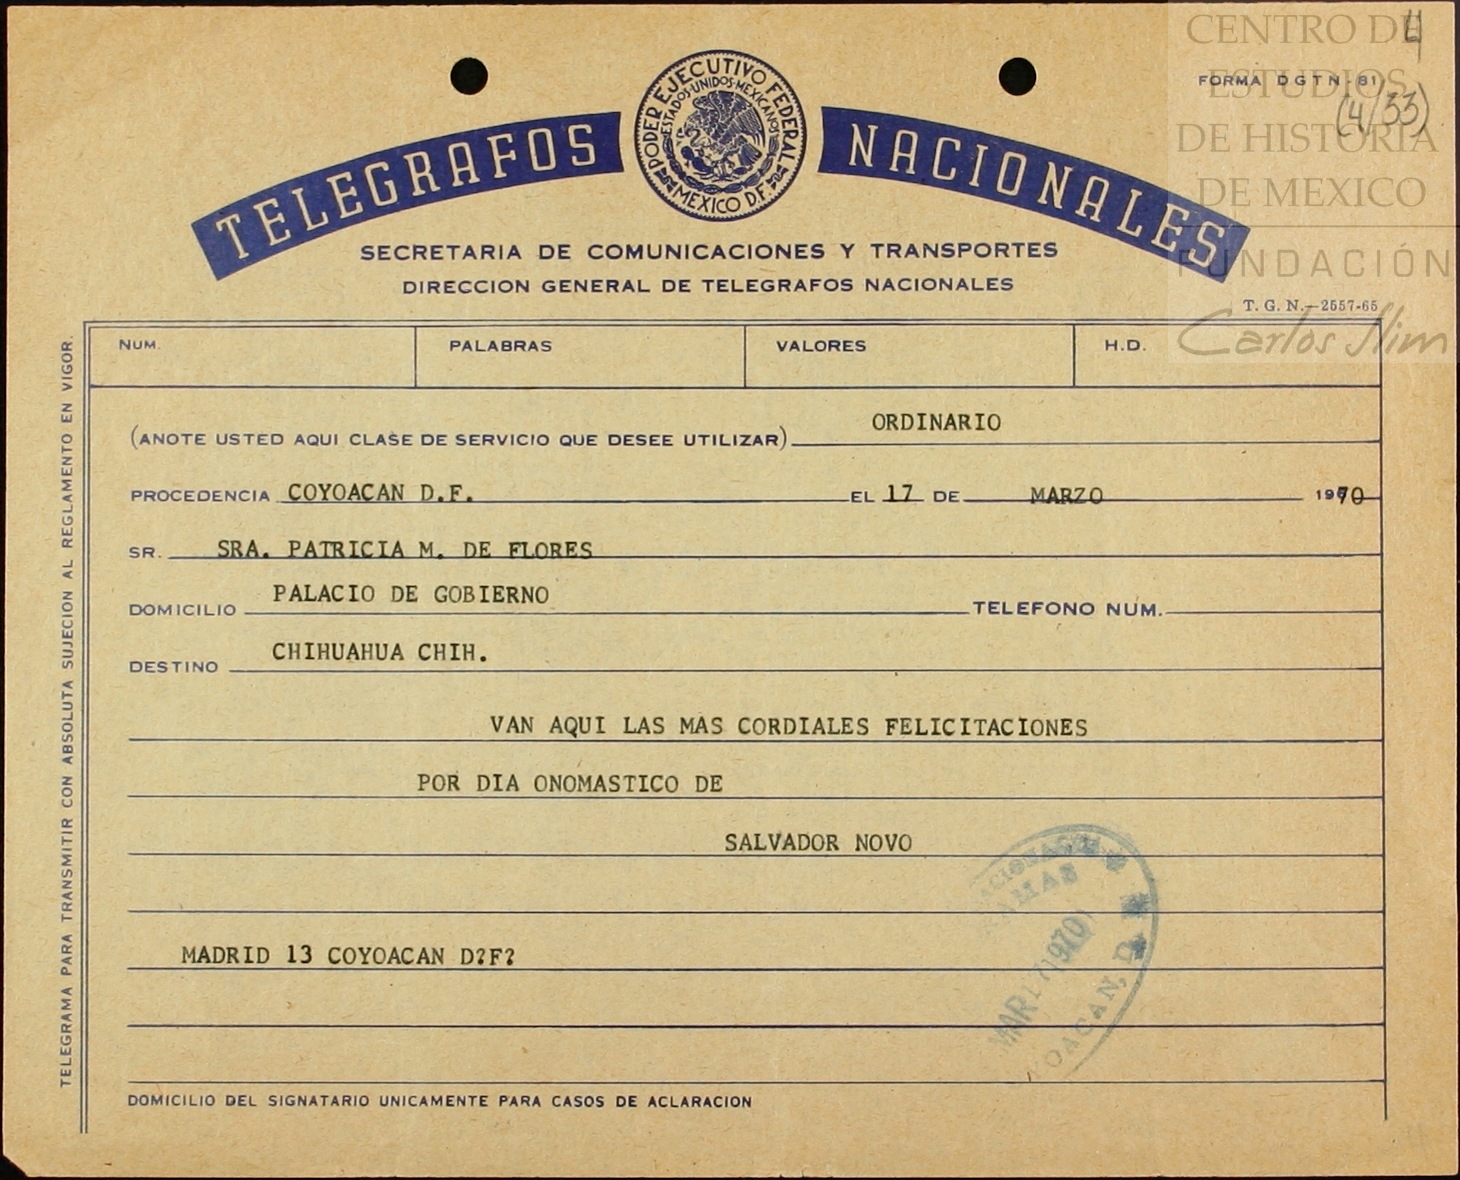 CENTRO DE
ESTUDIOS
DE HISTORIA
DE MEXICO
FUNDACIÓN
Carlos Slim
4
FORMA DGTN-81
(4/33)
PODER EJECUTIVO FEDERAL
ESTADOS·UNIDOS·MEXICANOS
MEXICO D.F.
TELEGRAFOS NACIONALES
SECRETARIA DE COMUNICACIONES Y TRANSPORTES
DIRECCION GENERAL DE TELEGRAFOS NACIONALES
T. G. N.—2557-65
NUM. PALABRAS VALORES H.D.
(ANOTE USTED AQUI CLASE DE SERVICIO QUE DESEE UTILIZAR) ORDINARIO
PROCEDENCIA COYOACAN D.F. EL 17 DE MARZO 1970
SR. SRA. PATRICIA M. DE FLORES
DOMICILIO PALACIO DE GOBIERNO TELEFONO NUM.
DESTINO CHIHUAHUA CHIH.
VAN AQUI LAS MAS CORDIALES FELICITACIONES
POR DIA ONOMASTICO DE
SALVADOR NOVO
MAR 17 1970
MADRID 13 COYOACAN D?F?
DOMICILIO DEL SIGNATARIO UNICAMENTE PARA CASOS DE ACLARACION
TELEGRAMA PARA TRANSMITIR CON ABSOLUTA SUJECION AL REGLAMENTO EN VIGOR.